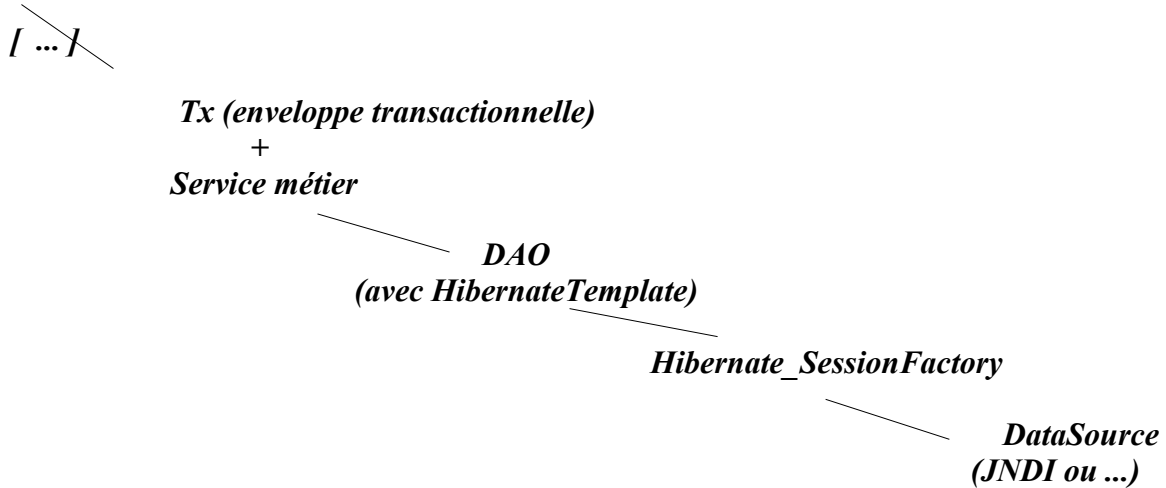 [ ... ]
Tx (enveloppe transactionnelle)
+
Service métier
DAO
(avec HibernateTemplate)
Hibernate_SessionFactory
DataSource
(JNDI ou ...)